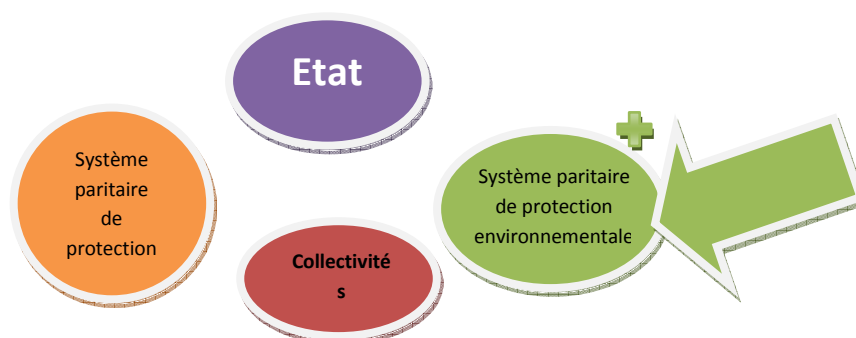 Etat
Système
paritaire
de
protection
Système paritaire
de protection
environnementale
Collectivité
s